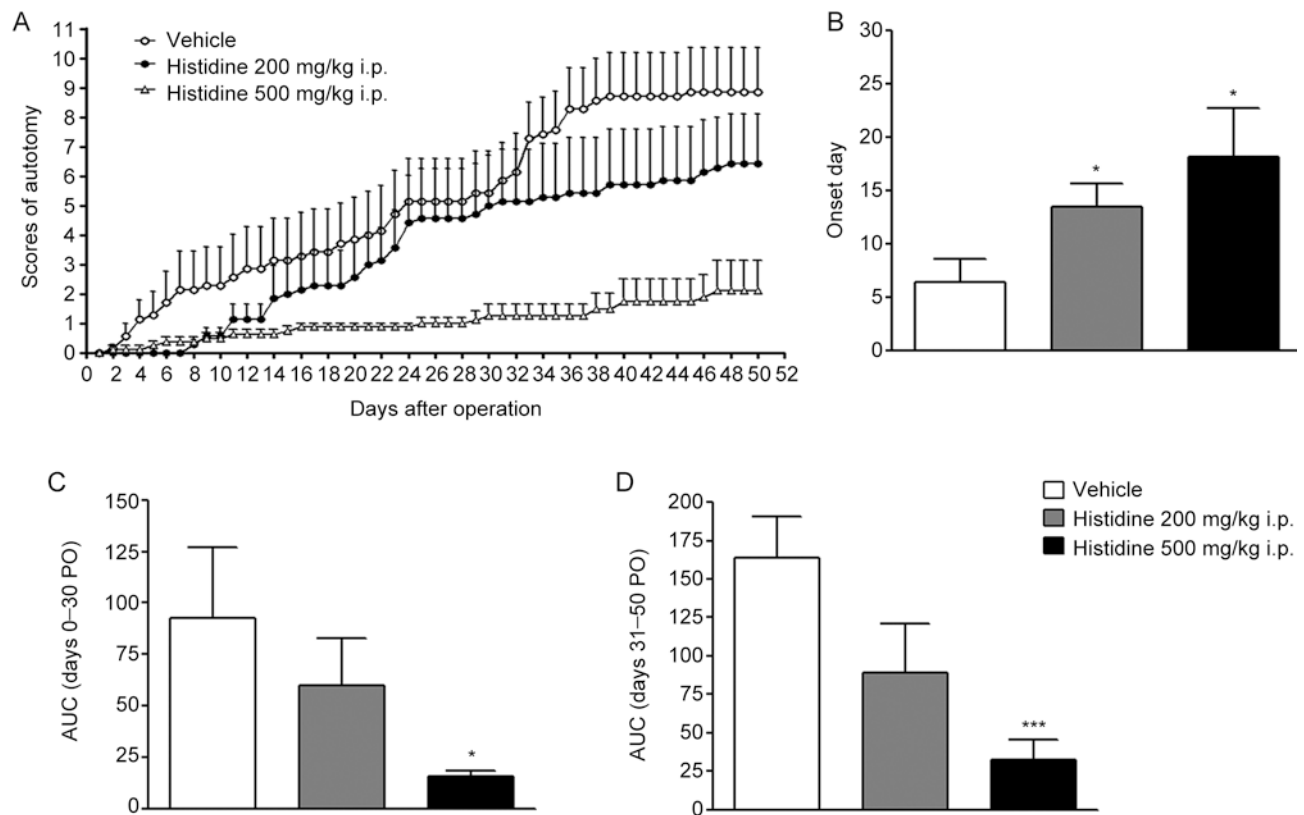 A
Scores of autotomy
11
10
9
8
7
6
5
4
3
2
1
0
Vehicle
Histidine 200 mg/kg i.p.
Histidine 500 mg/kg i.p.
0 2 4 6 8 10 12 14 16 18 20 22 24 26 28 30 32 34 36 38 40 42 44 46 48 50 52
Days after operation
B
Onset day
30
25
20
15
10
5
0
*
*
C
AUC (days 0–30 PO)
150
125
100
75
50
25
0
*
D
AUC (days 31–50 PO)
200
175
150
125
100
75
50
25
0
***
Vehicle
Histidine 200 mg/kg i.p.
Histidine 500 mg/kg i.p.